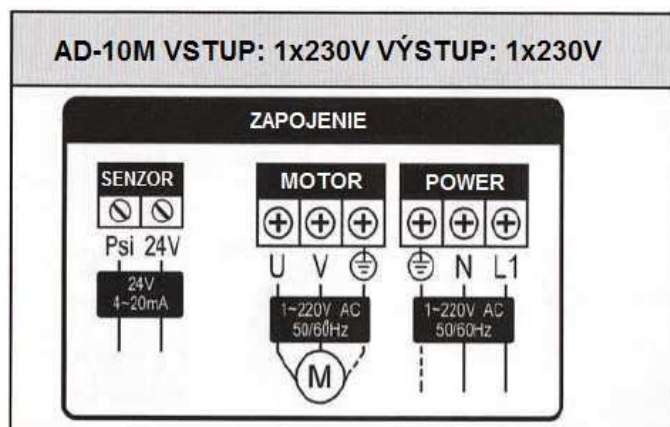 AD-10M VSTUP: 1x230V VÝSTUP: 1x230V
ZAPOJENIE
SENZOR MOTOR POWER
Psi 24V U V N L1
24V
4~20mA
1~220V AC
50/60Hz
1~220V AC
50/60Hz
M